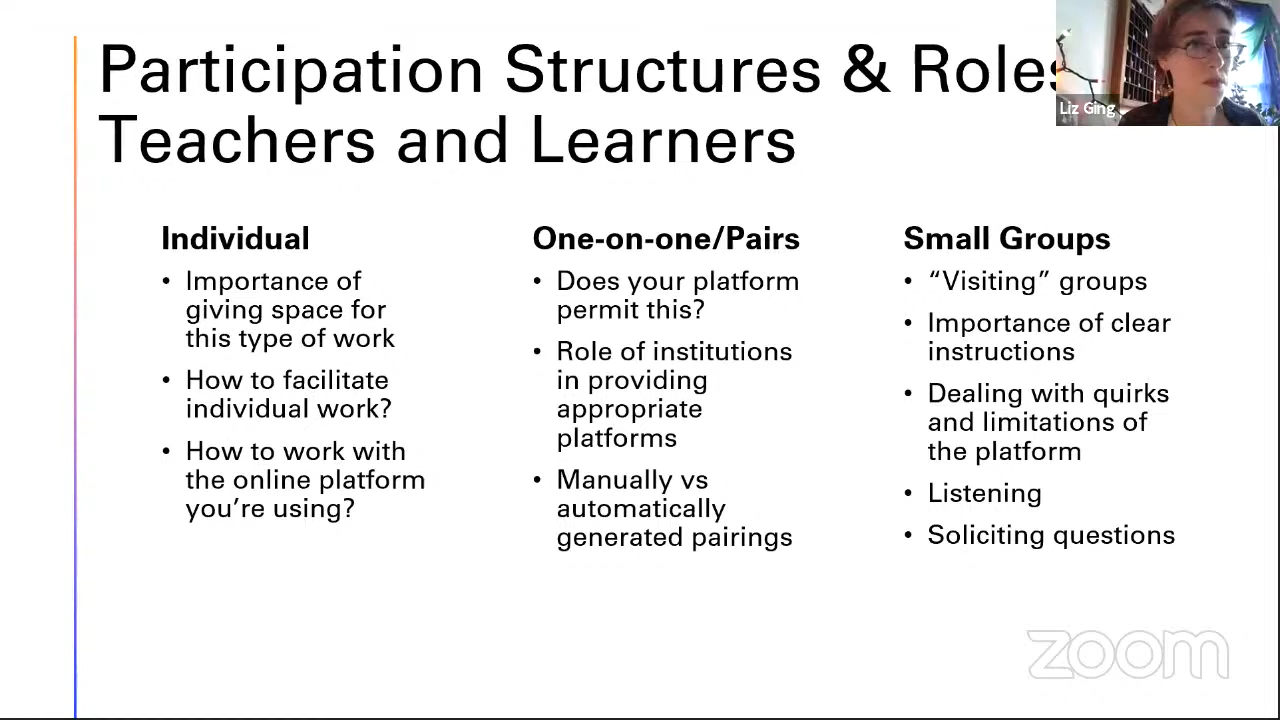 Participation Structures & Roles
Teachers and Learners
Liz Ging
Individual
• Importance of
giving space for
this type of work
• How to facilitate
individual work?
• How to work with
the online platform
you’re using?
One-on-one/Pairs
• Does your platform
permit this?
• Role of institutions
in providing
appropriate
platforms
• Manually vs
automatically
generated pairings
Small Groups
• “Visiting” groups
• Importance of clear
instructions
• Dealing with quirks
and limitations of
the platform
• Listening
• Soliciting questions
zoom